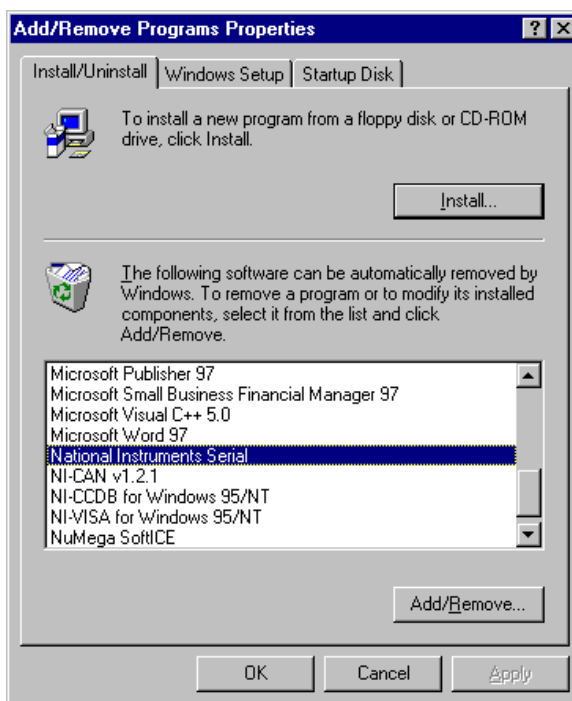 Add/Remove Programs Properties
Install/Uninstall
Windows Setup
Startup Disk
To install a new program from a floppy disk or CD-ROM
drive, click Install.
Install...
The following software can be automatically removed by
Windows. To remove a program or to modify its installed
components, select it from the list and click
Add/Remove.
Microsoft Publisher 97
Microsoft Small Business Financial Manager 97
Microsoft Visual C++ 5.0
Microsoft Word 97
National Instruments Serial
NI-CAN v1.2.1
NI-CCDB for Windows 95/NT
NI-VISA for Windows 95/NT
NuMega SoftICE
Add/Remove...
OK
Cancel
Apply